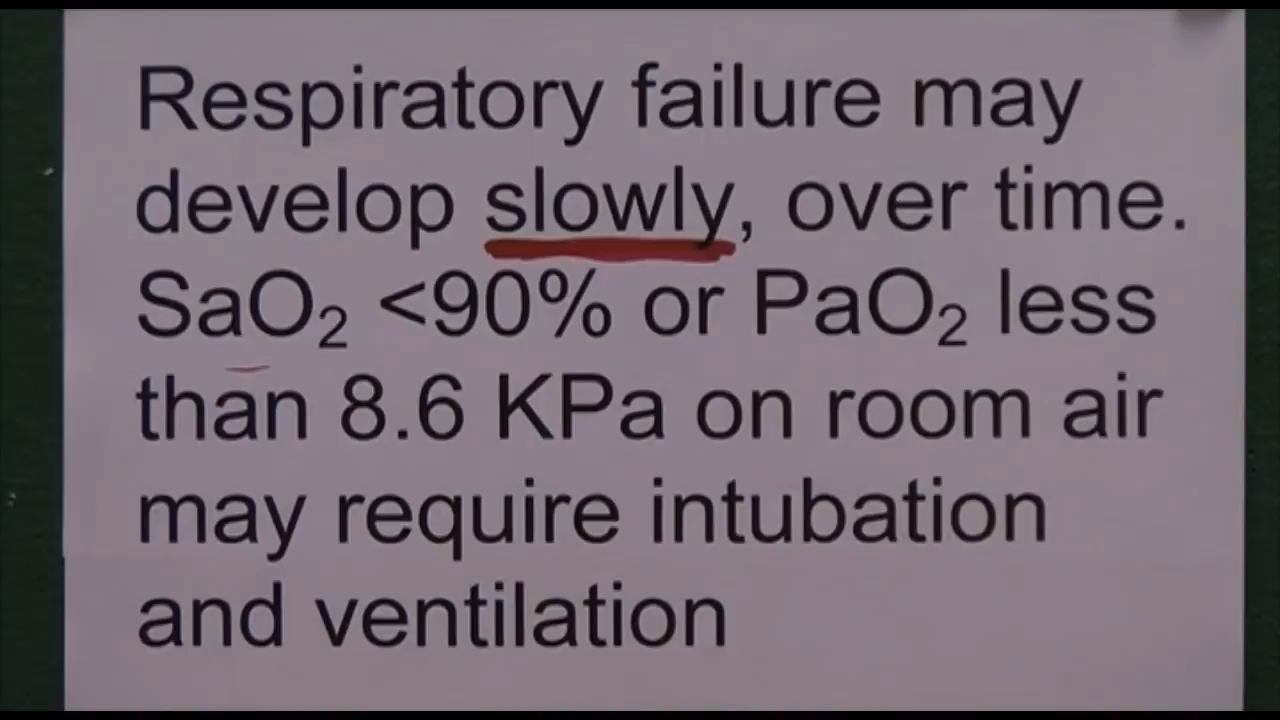 Respiratory failure may
develop slowly, over time.
SaO₂ <90% or PaO₂ less
than 8.6 KPa on room air
may require intubation
and ventilation